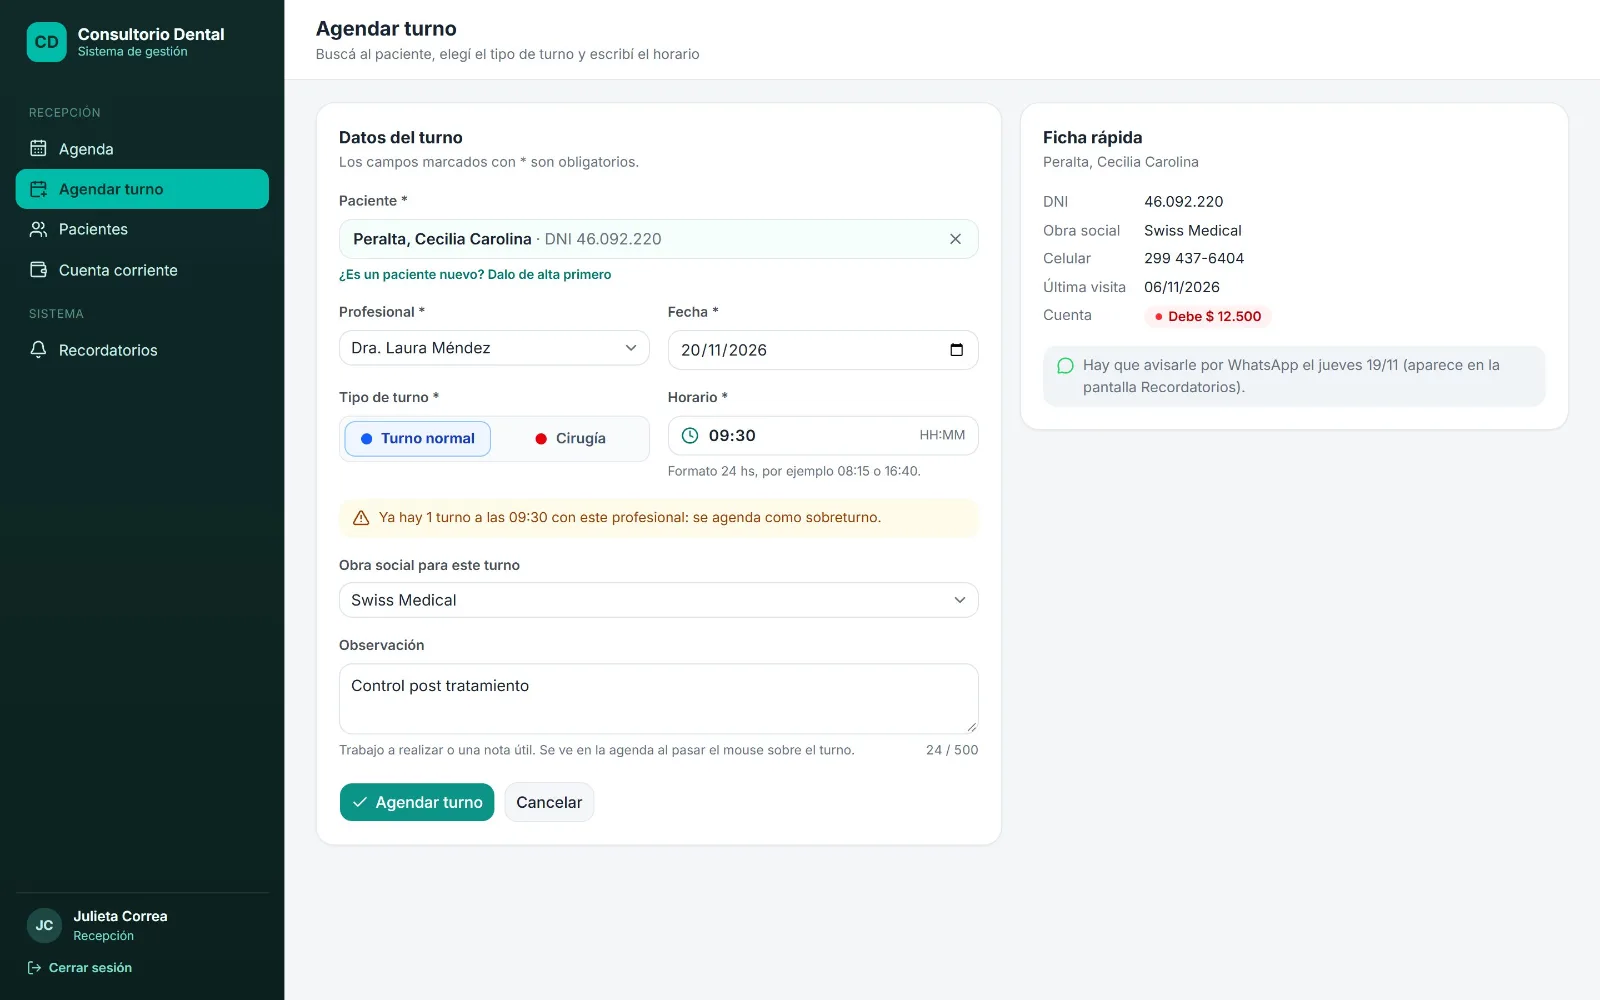 CD
Consultorio Dental
Sistema de gestión
RECEPCIÓN
Agenda
Agendar turno
Pacientes
Cuenta corriente
SISTEMA
Recordatorios
JC
Julieta Correa
Recepción
Cerrar sesión
Agendar turno
Buscá al paciente, elegí el tipo de turno y escribí el horario
Datos del turno
Los campos marcados con * son obligatorios.
Paciente *
Peralta, Cecilia Carolina · DNI 46.092.220
¿Es un paciente nuevo? Dalo de alta primero
Profesional *
Dra. Laura Méndez
Fecha *
20/11/2026
Tipo de turno *
Turno normal
Cirugía
Horario *
09:30
HH:MM
Formato 24 hs, por ejemplo 08:15 o 16:40.
Ya hay 1 turno a las 09:30 con este profesional: se agenda como sobreturno.
Obra social para este turno
Swiss Medical
Observación
Control post tratamiento
Trabajo a realizar o una nota útil. Se ve en la agenda al pasar el mouse sobre el turno.
24 / 500
Agendar turno
Cancelar
Ficha rápida
Peralta, Cecilia Carolina
DNI 46.092.220
Obra social Swiss Medical
Celular 299 437-6404
Última visita 06/11/2026
Cuenta Debe $ 12.500
Hay que avisarle por WhatsApp el jueves 19/11 (aparece en la
pantalla Recordatorios).